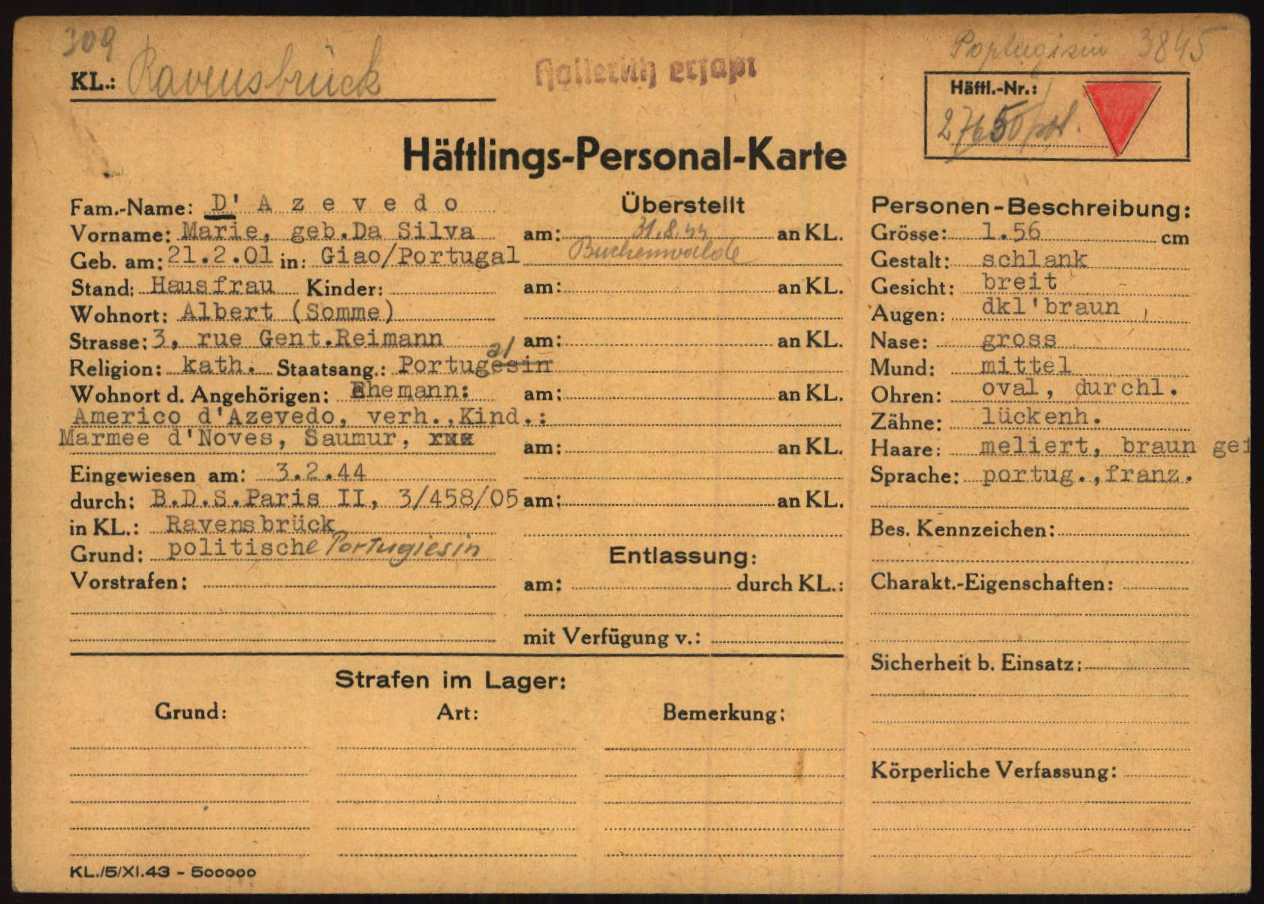 309
KL.: Ravensbrück
Hollerith erfaßt
3845
Häftl.-Nr.:
27650 pol.
Häftlings-Personal-Karte
Fam.-Name: D' A z e v e d o
Vorname: Marie, geb.Da Silva
Geb. am: 21.2.01 in: Giao/Portugal
Stand: Hausfrau Kinder:
Wohnort: Albert (Somme)
Strasse: 3, rue Gent.Reimann
Religion: kath. Staatsang.: Portugesin al
Wohnort d. Angehörigen: Ehemann:
Americo d'Azevedo, verh.,Kind.:
Marmee d'Noves, Saumur,
Eingewiesen am: 3.2.44
durch: B.D.S.Paris II, 3/458/05
in KL.: Ravensbrück
Grund: politische Portugiesin
Vorstrafen:
Überstellt
am: 31.8.44 an KL.
Buchenwalde
am: an KL.
am: an KL.
am: an KL.
am: an KL.
am: an KL.
Entlassung:
am: durch KL.:
mit Verfügung v.:
Personen-Beschreibung:
Grösse: 1.56 cm
Gestalt: schlank
Gesicht: breit
Augen: dkl'braun
Nase: gross
Mund: mittel
Ohren: oval, durchl.
Zähne: lückenh.
Haare: meliert, braun gef
Sprache: portug.,franz.
Bes. Kennzeichen:
Charakt.-Eigenschaften:
Sicherheit b. Einsatz:
Körperliche Verfassung:
Strafen im Lager:
Grund: Art: Bemerkung:
KL./5/XI.43 - 500000